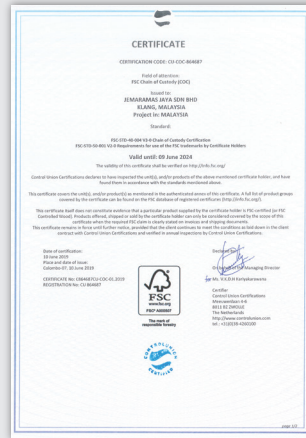 CERTIFICATE
CERTIFICATION CODE: CU-COC-864687
Field of attention:
FSC Chain of Custody (COC)
Issued to:
JEMARAMAS JAYA SDN BHD
KLANG, MALAYSIA
Project in: MALAYSIA
Standard:
FSC-STD-40-004 V3-0 Chain of Custody Certification
FSC-STD-50-001 V2-0 Requirements for use of the FSC trademarks by Certificate Holders
Valid until: 09 June 2024
The validity of this certificate shall be verified on http://info.fsc.org/
Control Union Certifications declares to have inspected the unit(s), and/or products of the above mentioned certificate holder, and have
found them in accordance with the standards mentioned above.
This certificate covers the unit(s), and/or product(s) as mentioned in the authenticated annex of this certificate. A full list of product groups
covered by the certificate can be found on the FSC database of registered certificates (http://info.fsc.org/).
This certificate itself does not constitute evidence that a particular product supplied by the certificate holder is FSC certified (or FSC
Controlled Wood). Products offered, shipped or sold by the certificate holder can only be considered covered by the scope of this
certificate when the required FSC claim is clearly stated on invoices and shipping documents.
This certificate remains in force until further notice, provided that the client continues to meet the conditions as laid down in the client
contract with Control Union Certifications and verified in annual inspections by Control Union Certifications.
Date of certification:
10 June 2019
Place and date of issue:
Colombo-07, 20 June 2019
CERTIFICATE No: C864687CU-COC-01.2019
REGISTRATION No: CU 864687
FSC
www.fsc.org
FSC® A000507
The mark of
responsible forestry
Declared by:
On behalf of the Managing Director
Mr. V.H.D.N Kariyakarawana
Certifier
Control Union Certifications
Meeuwenlaan 4-6
8011 BZ ZWOLLE
The Netherlands
http://www.controlunion.com
tel.: +31(0)38-4260100
CONTROLUNION
CERTIFIED
page 1/3